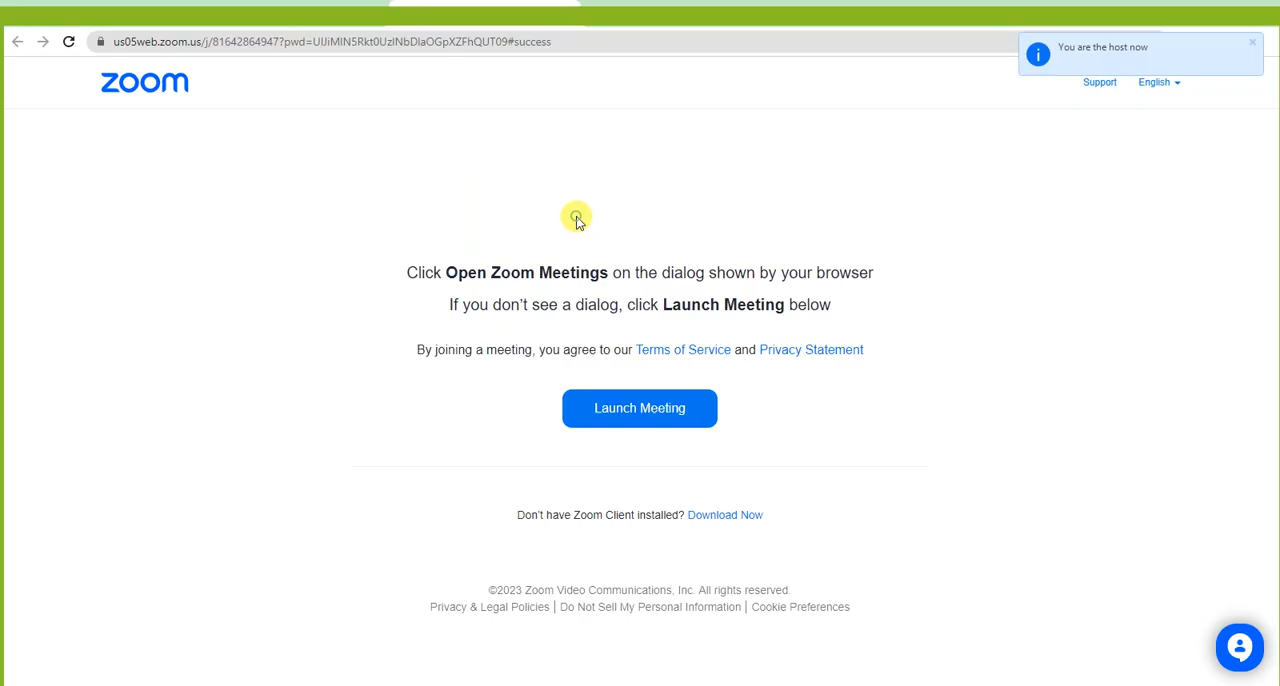 us05web.zoom.us/j/81642864947?pwd=UlJiMlN5Rkt0UzlNbDlaOGpXZFhQUT09#success
You are the host now
zoom
Support English
Click Open Zoom Meetings on the dialog shown by your browser
If you don’t see a dialog, click Launch Meeting below
By joining a meeting, you agree to our Terms of Service and Privacy Statement
Launch Meeting
Don’t have Zoom Client installed? Download Now
©2023 Zoom Video Communications, Inc. All rights reserved.
Privacy & Legal Policies | Do Not Sell My Personal Information | Cookie Preferences